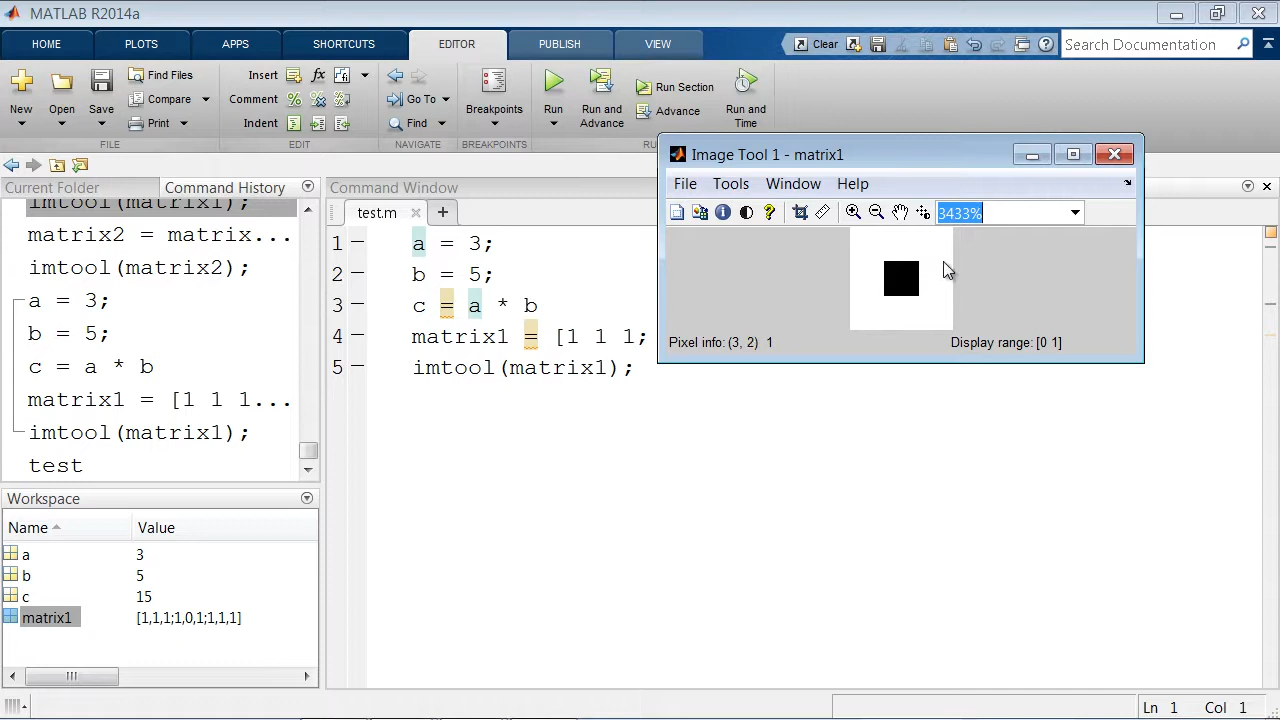 MATLAB R2014a
HOME PLOTS APPS SHORTCUTS EDITOR PUBLISH VIEW Clear Search Documentation
New Open Save Find Files Compare Print
Insert Comment Indent fx Go To Find
Breakpoints Run Run and Advance Run Section Advance Run and Time
FILE EDIT NAVIGATE BREAKPOINTS RU
Current Folder Command History Command Window
imtool(matrix1);
matrix2 = matrix...
imtool(matrix2);
a = 3;
b = 5;
c = a * b
matrix1 = [1 1 1...
imtool(matrix1);
test
Workspace
Name Value
a 3
b 5
c 15
matrix1 [1,1,1;1,0,1;1,1,1]
test.m
1 a = 3;
2 b = 5;
3 c = a * b
4 matrix1 = [1 1 1;
5 imtool(matrix1);
Image Tool 1 - matrix1
File Tools Window Help
3433%
Pixel info: (3, 2) 1 Display range: [0 1]
Ln 1 Col 1